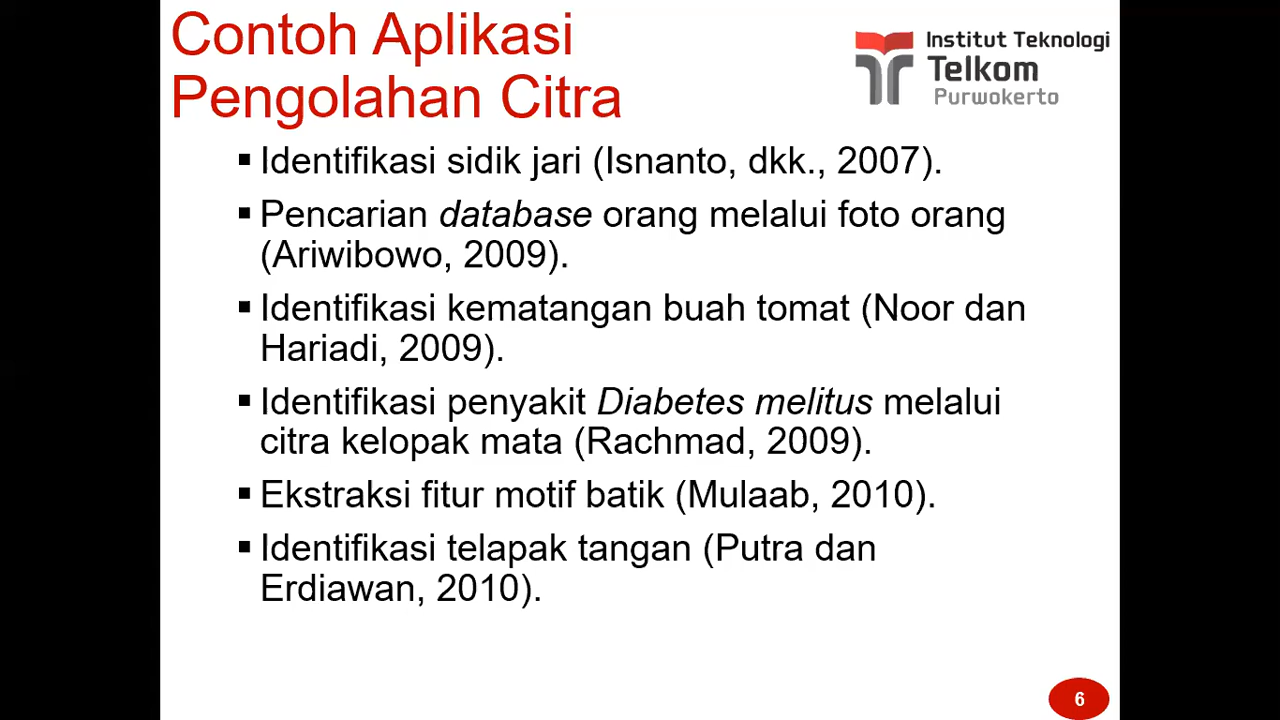 Contoh Aplikasi
Pengolahan Citra
Institut Teknologi
Telkom
Purwokerto
▪ Identifikasi sidik jari (Isnanto, dkk., 2007).
▪ Pencarian database orang melalui foto orang
(Ariwibowo, 2009).
▪ Identifikasi kematangan buah tomat (Noor dan
Hariadi, 2009).
▪ Identifikasi penyakit Diabetes melitus melalui
citra kelopak mata (Rachmad, 2009).
▪ Ekstraksi fitur motif batik (Mulaab, 2010).
▪ Identifikasi telapak tangan (Putra dan
Erdiawan, 2010).
6